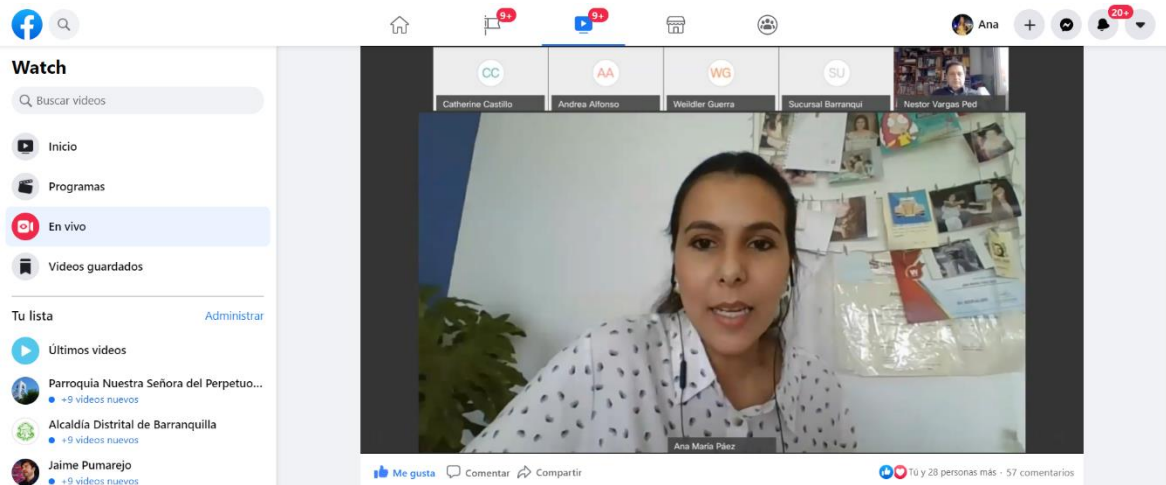 9+
9+
Ana
20+
Watch
Buscar videos
Inicio
Programas
En vivo
Videos guardados
Tu lista
Administrar
Últimos videos
Parroquia Nuestra Señora del Perpetuo...
+9 videos nuevos
Alcaldía Distrital de Barranquilla
+9 videos nuevos
Jaime Pumarejo
+9 videos nuevos
CC
AA
WG
SU
Catherine Castillo
Andrea Alfonso
Weildler Guerra
Sucursal Barranqui
Nestor Vargas Ped
Ana María Páez
Me gusta
Comentar
Compartir
Tú y 28 personas más · 57 comentarios